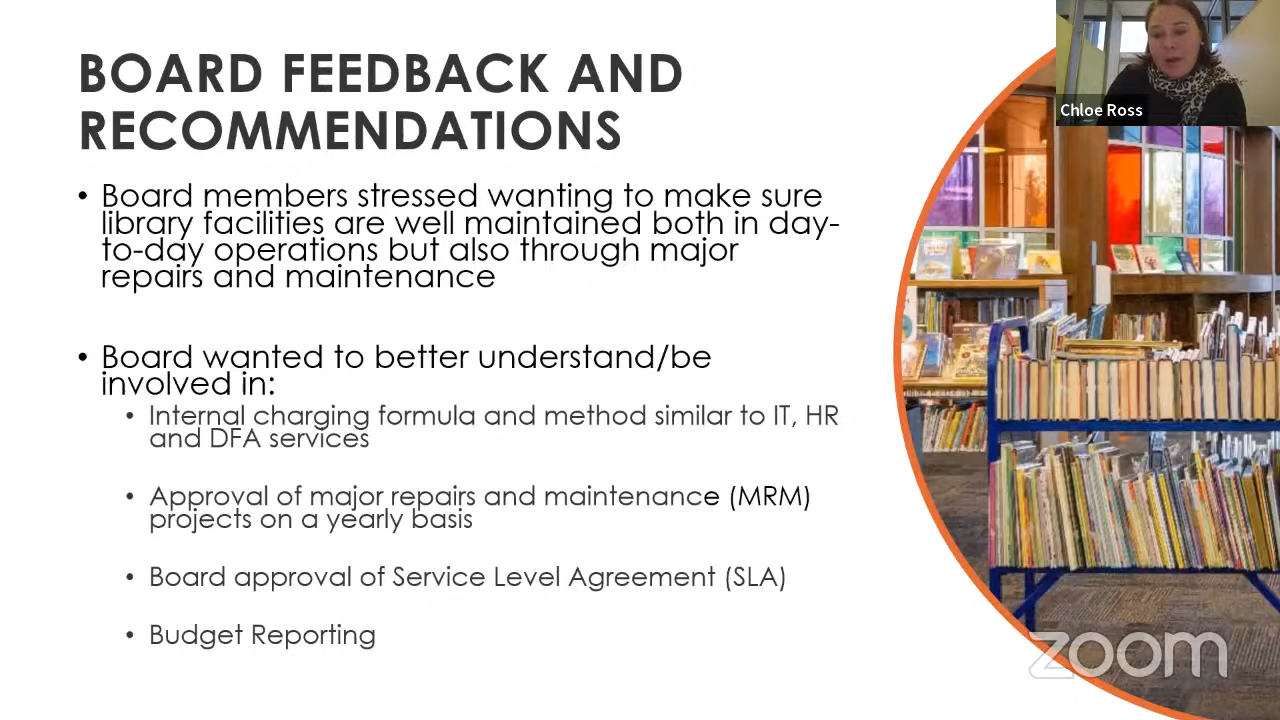 BOARD FEEDBACK AND
RECOMMENDATIONS
• Board members stressed wanting to make sure
library facilities are well maintained both in day-
to-day operations but also through major
repairs and maintenance
• Board wanted to better understand/be
involved in:
• Internal charging formula and method similar to IT, HR
and DFA services
• Approval of major repairs and maintenance (MRM)
projects on a yearly basis
• Board approval of Service Level Agreement (SLA)
• Budget Reporting
Chloe Ross
zoom